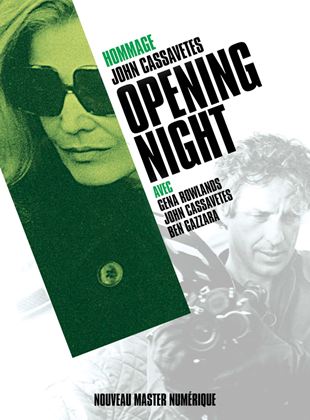 HOMMAGE
JOHN CASSAVETES
OPENING
NIGHT
AVEC
GENA ROWLANDS
JOHN CASSAVETES
BEN GAZZARA
NOUVEAU MASTER NUMÉRIQUE